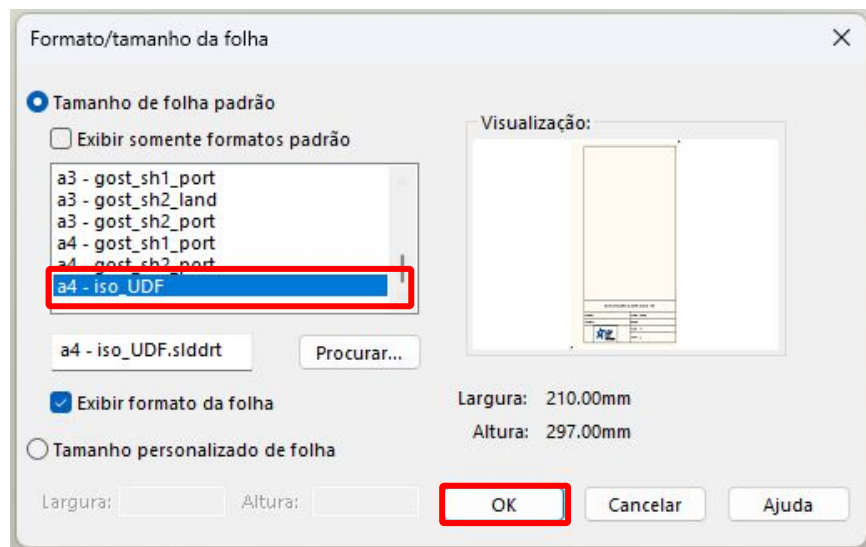 Formato/tamanho da folha
Tamanho de folha padrão
Exibir somente formatos padrão
a3 - gost_sh1_port
a3 - gost_sh2_land
a3 - gost_sh2_port
a4 - gost_sh1_port
a4 - gost_sh2_port
a4 - iso_UDF
a4 - iso_UDF.slddrt
Procurar...
Exibir formato da folha
Tamanho personalizado de folha
Largura:
Altura:
Visualização:
Largura: 210.00mm
Altura: 297.00mm
OK
Cancelar
Ajuda